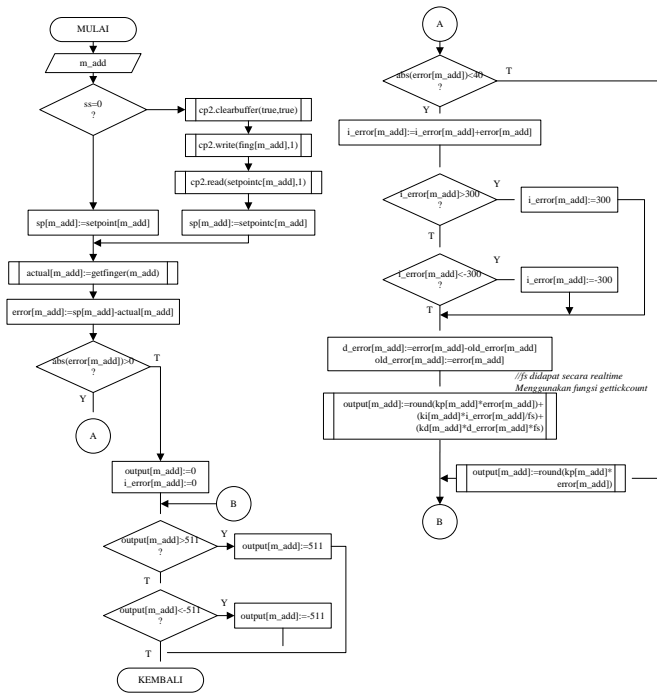 MULAI
m_add
ss=0
?
cp2.clearbuffer(true,true)
cp2.write(fing[m_add],1)
cp2.read(setpointc[m_add],1)
sp[m_add]:=setpoint[m_add]
sp[m_add]:=setpointc[m_add]
actual[m_add]:=getfinger(m_add)
error[m_add]:=sp[m_add]-actual[m_add]
abs(error[m_add])>0
?
T
Y
A
output[m_add]:=0
i_error[m_add]:=0
B
output[m_add]>511
?
Y
output[m_add]:=511
T
output[m_add]<-511
?
Y
output[m_add]:=-511
T
KEMBALI
A
abs(error[m_add])<40
?
T
Y
i_error[m_add]:=i_error[m_add]+error[m_add]
i_error[m_add]>300
?
Y
i_error[m_add]:=300
T
i_error[m_add]<-300
?
Y
i_error[m_add]:=-300
T
d_error[m_add]:=error[m_add]-old_error[m_add]
old_error[m_add]:=error[m_add]
//fs didapat secara realtime
Menggunakan fungsi gettickcount
output[m_add]:=round(kp[m_add]*error[m_add])+
(ki[m_add]*i_error[m_add]/fs)+
(kd[m_add]*d_error[m_add]*fs)
output[m_add]:=round(kp[m_add]*
error[m_add])
B